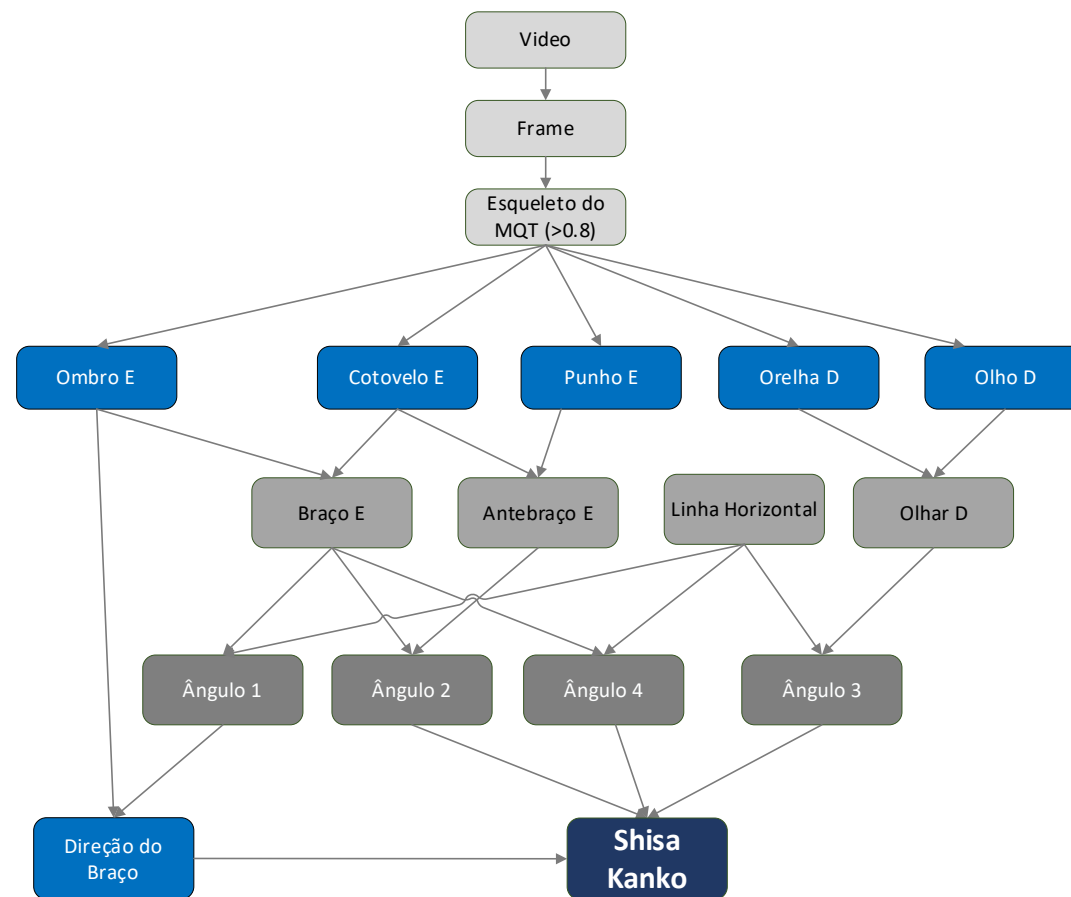 Video
Frame
Esqueleto do
MQT (>0.8)
Ombro E
Cotovelo E
Punho E
Orelha D
Olho D
Braço E
Antebraço E
Linha Horizontal
Olhar D
Ângulo 1
Ângulo 2
Ângulo 4
Ângulo 3
Direção do
Braço
Shisa
Kanko